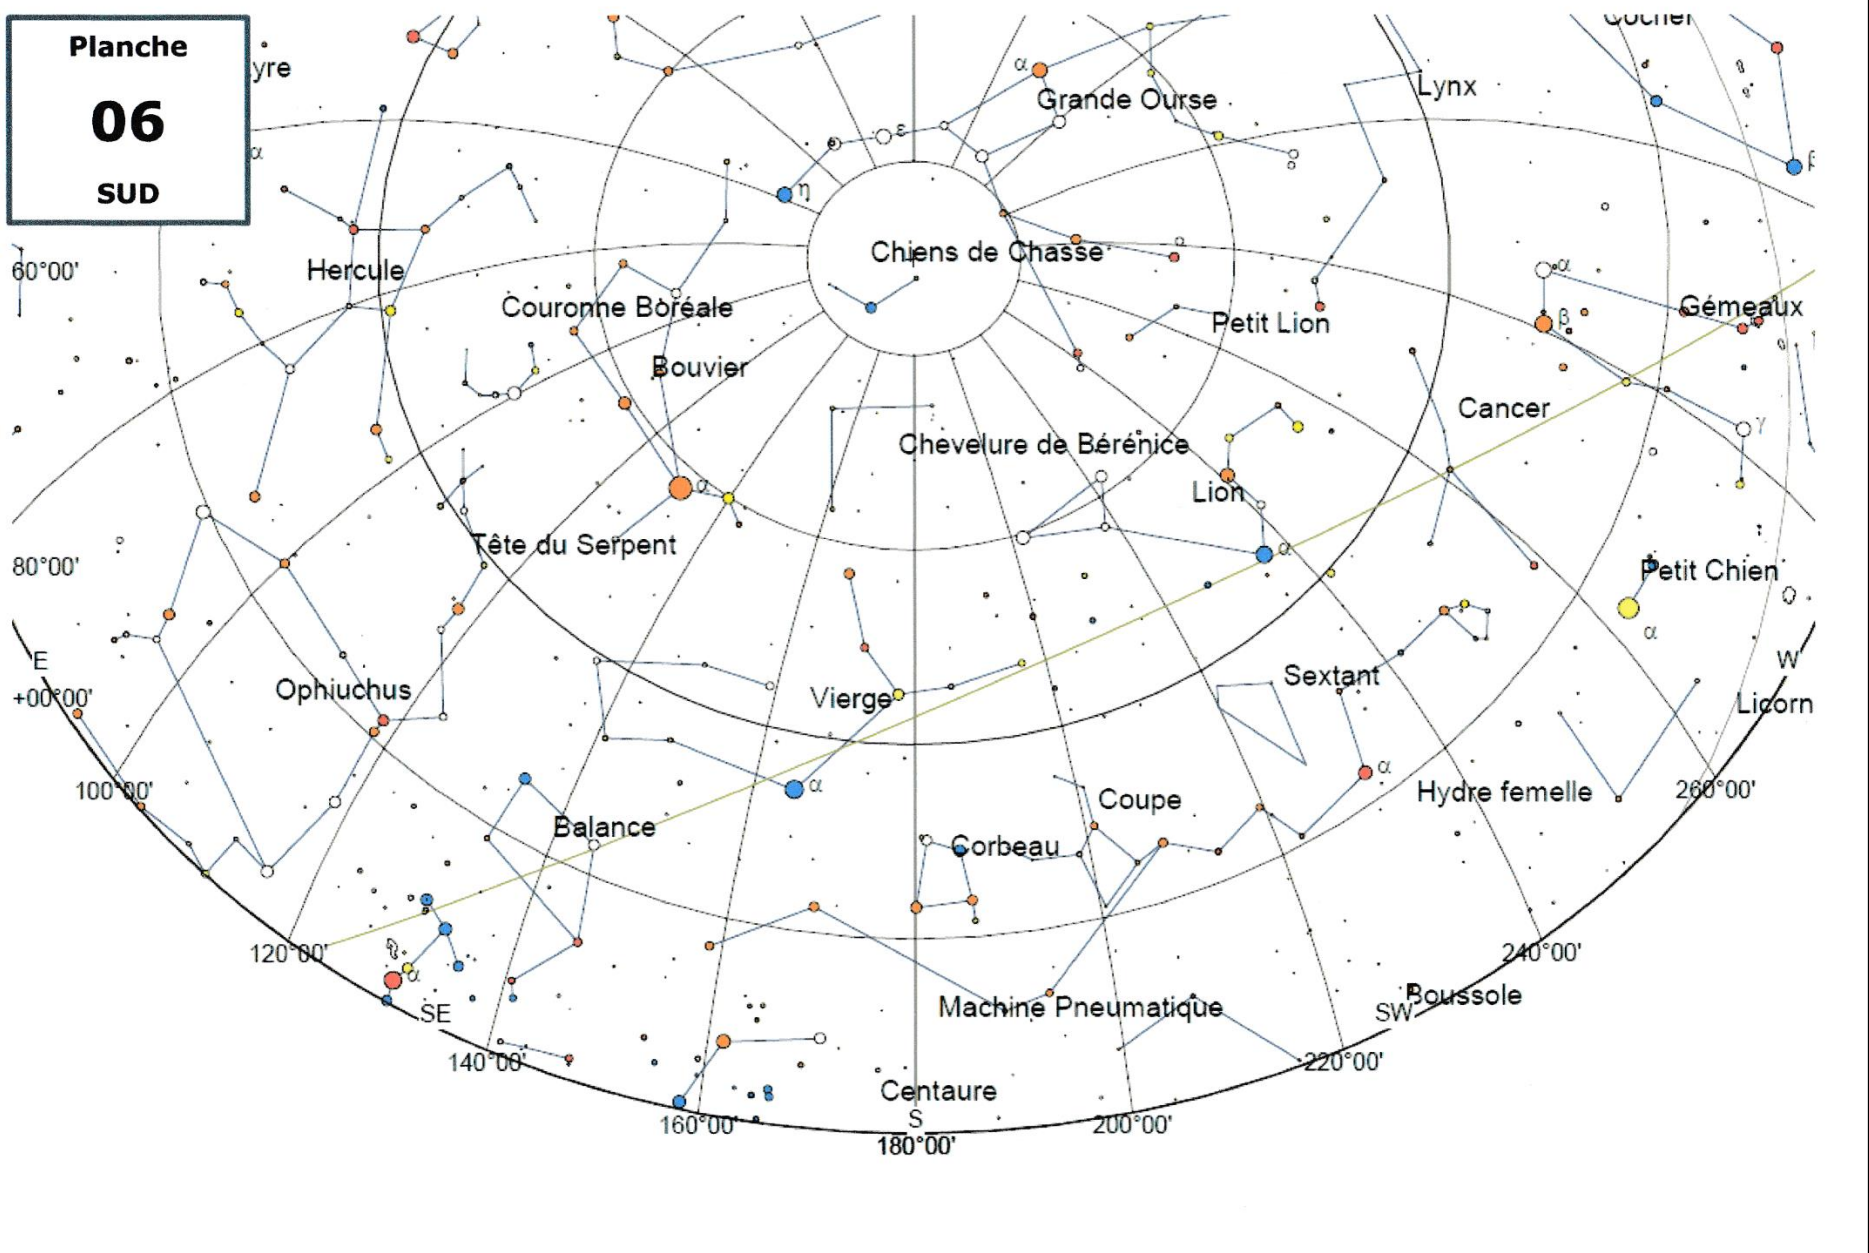 Planche
06
SUD
yre
α
Cocher
α
Grande Ourse
Lynx
ε
β
η
Chiens de Chasse
60°00'
Hercule
α
Couronne Boréale
Gémeaux
β
Petit Lion
Bouvier
Cancer
γ
Chevelure de Bérénice
α
Lion
Tête du Serpent
α
80°00'
Petit Chien
α
E
W
Sextant
+00°00'
Ophiuchus
Vierge
Licorn
α
α
100°00'
Hydre femelle
260°00'
Coupe
Balance
Corbeau
120°00'
240°00'
α
Boussole
SE
Machine Pneumatique
SW
140°00'
220°00'
Centaure
160°00'
S
200°00'
180°00'